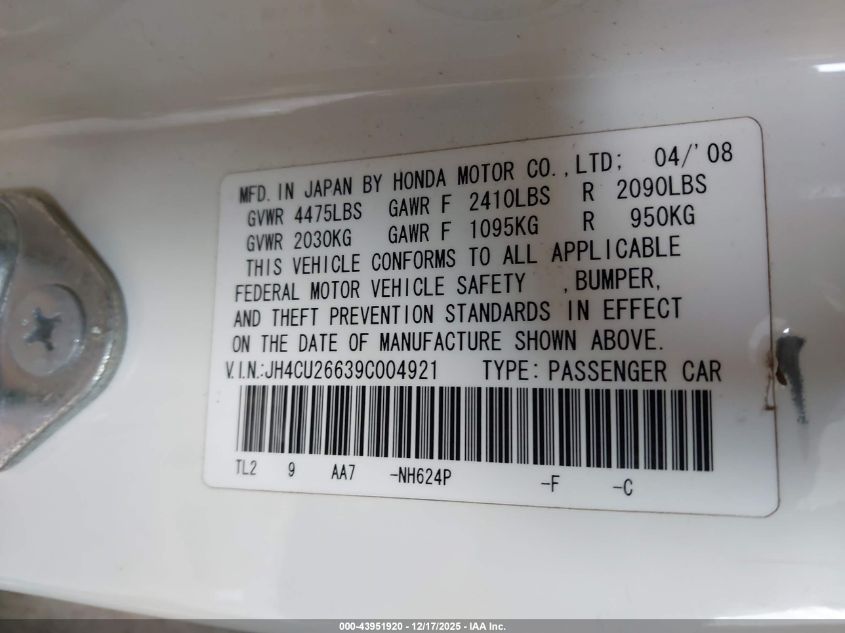 MFD. IN JAPAN BY HONDA MOTOR CO.,LTD; 04/'08
GVWR 4475LBS GAWR F 2410LBS R 2090LBS
GVWR 2030KG GAWR F 1095KG R 950KG
THIS VEHICLE CONFORMS TO ALL APPLICABLE
FEDERAL MOTOR VEHICLE SAFETY ,BUMPER,
AND THEFT PREVENTION STANDARDS IN EFFECT
ON THE DATE OF MANUFACTURE SHOWN ABOVE.
V.I.N.:JH4CU26639C004921 TYPE: PASSENGER CAR
TL2 9 AA7 -NH624P -F -C
000-43951920 - 12/17/2025 - IAA Inc.